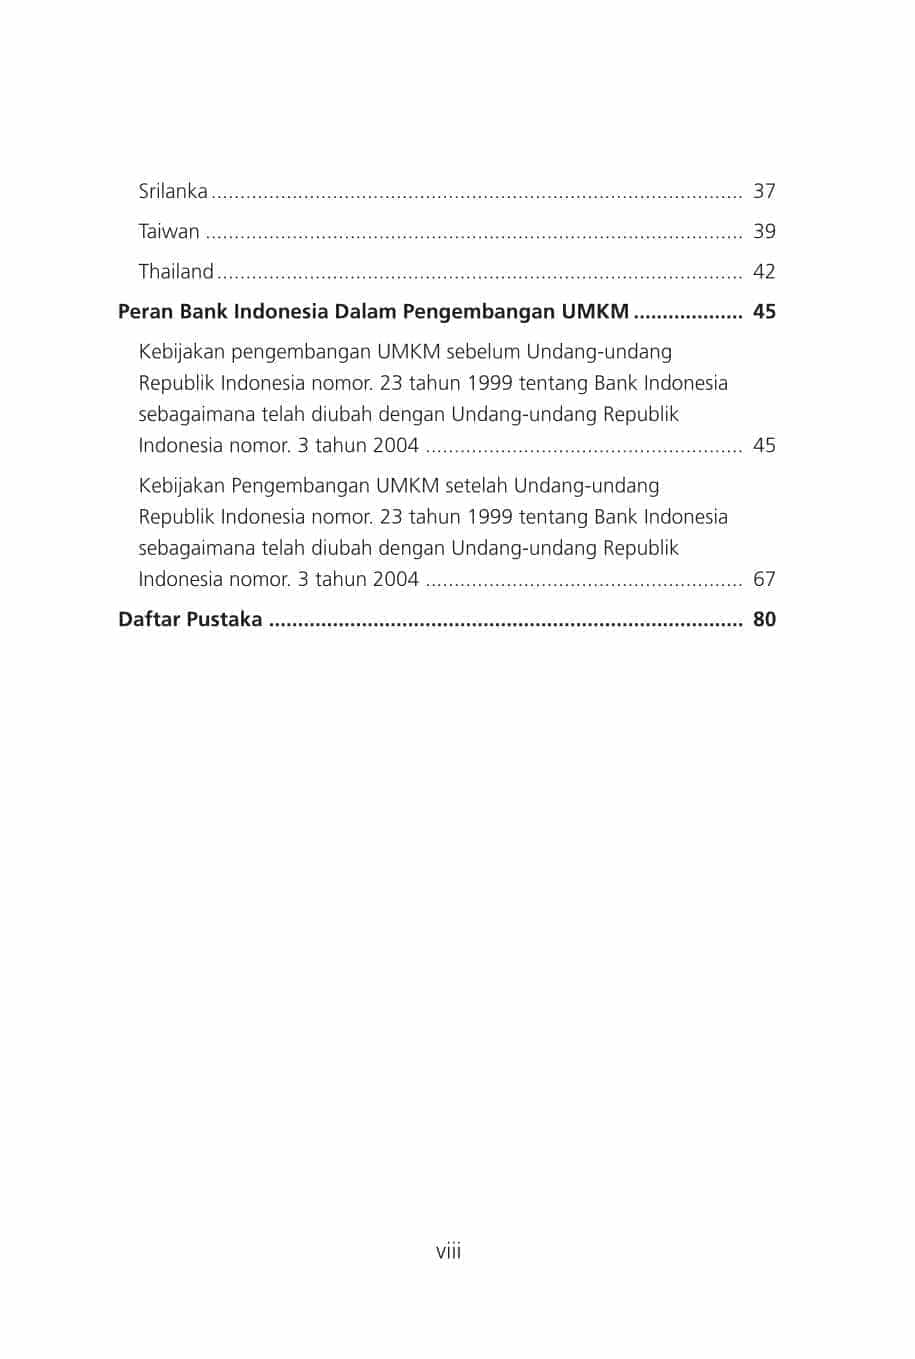 Srilanka ............................................................................................ 37
Taiwan ............................................................................................. 39
Thailand ........................................................................................... 42
Peran Bank Indonesia Dalam Pengembangan UMKM ................... 45
Kebijakan pengembangan UMKM sebelum Undang-undang
Republik Indonesia nomor. 23 tahun 1999 tentang Bank Indonesia
sebagaimana telah diubah dengan Undang-undang Republik
Indonesia nomor. 3 tahun 2004 ....................................................... 45
Kebijakan Pengembangan UMKM setelah Undang-undang
Republik Indonesia nomor. 23 tahun 1999 tentang Bank Indonesia
sebagaimana telah diubah dengan Undang-undang Republik
Indonesia nomor. 3 tahun 2004 ....................................................... 67
Daftar Pustaka .................................................................................. 80
viii